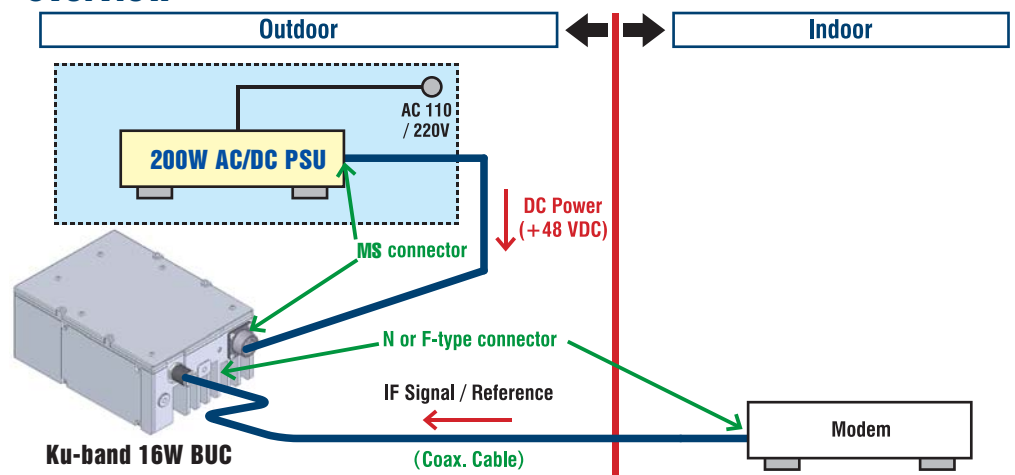 Outdoor
Indoor
AC 110
/ 220V
200W AC/DC PSU
DC Power
(+48 VDC)
MS connector
N or F-type connector
IF Signal / Reference
Modem
Ku-band 16W BUC
(Coax. Cable)